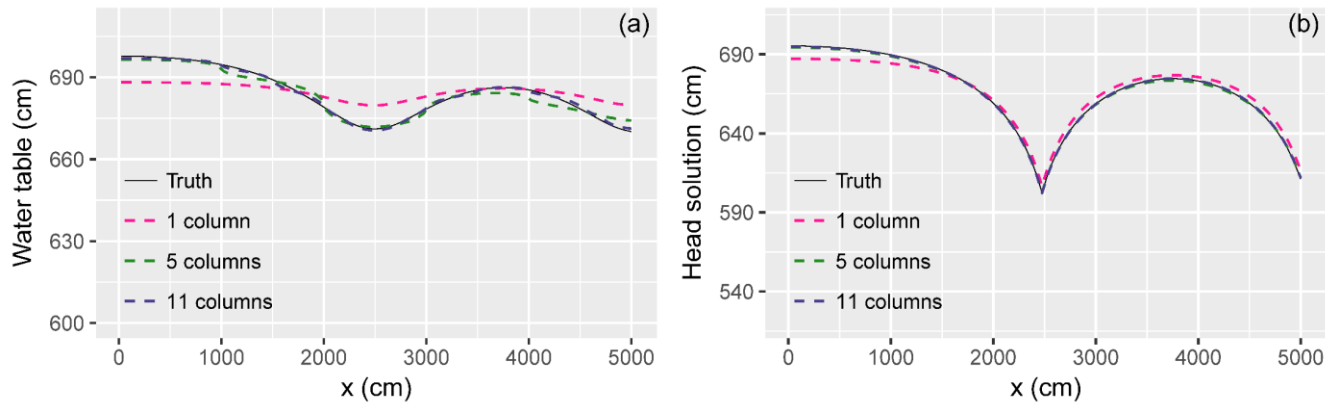 (a)
Water table (cm)
690
660
630
600
Truth
1 column
5 columns
11 columns
0 1000 2000 3000 4000 5000
x (cm)
(b)
Head solution (cm)
690
640
590
540
Truth
1 column
5 columns
11 columns
0 1000 2000 3000 4000 5000
x (cm)